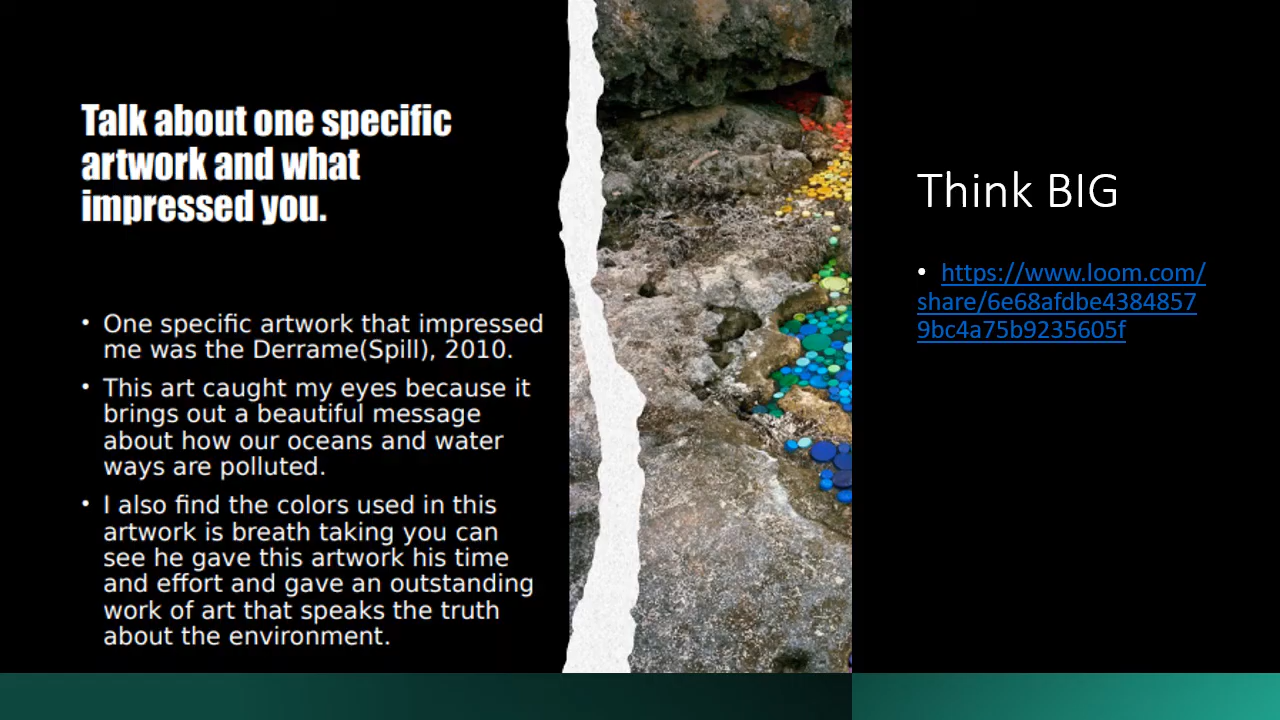 Talk about one specific
artwork and what
impressed you.
• One specific artwork that impressed
me was the Derrame(Spill), 2010.
• This art caught my eyes because it
brings out a beautiful message
about how our oceans and water
ways are polluted.
• I also find the colors used in this
artwork is breath taking you can
see he gave this artwork his time
and effort and gave an outstanding
work of art that speaks the truth
about the environment.
Think BIG
• https://www.loom.com/
share/6e68afdbe4384857
9bc4a75b9235605f